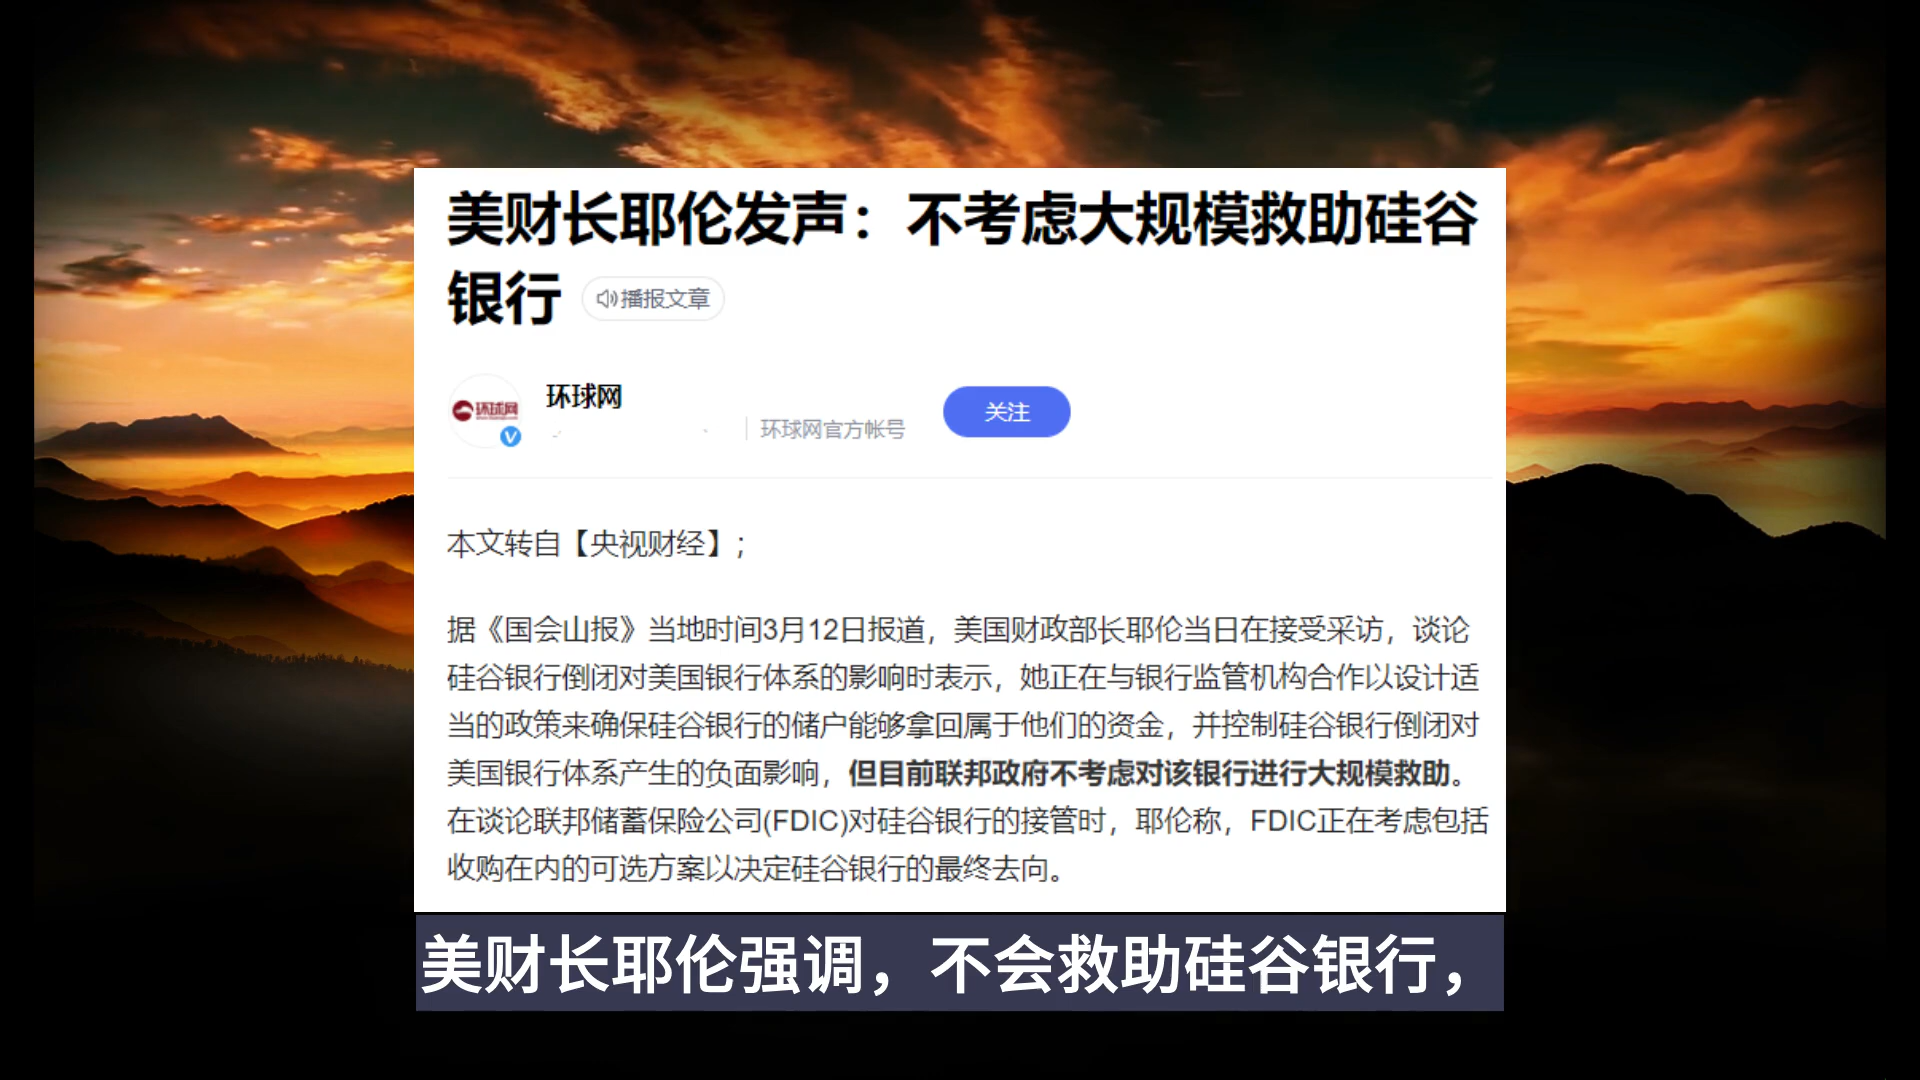 美财长耶伦发声：不考虑大规模救助硅谷
银行 播报文章
环球网
环球网
环球网官方帐号
关注
本文转自【央视财经】；
据《国会山报》当地时间3月12日报道，美国财政部长耶伦当日在接受采访，谈论
硅谷银行倒闭对美国银行体系的影响时表示，她正在与银行监管机构合作以设计适
当的政策来确保硅谷银行的储户能够拿回属于他们的资金，并控制硅谷银行倒闭对
美国银行体系产生的负面影响，但目前联邦政府不考虑对该银行进行大规模救助。
在谈论联邦储蓄保险公司(FDIC)对硅谷银行的接管时，耶伦称，FDIC正在考虑包括
收购在内的可选方案以决定硅谷银行的最终去向。
美财长耶伦强调，不会救助硅谷银行，